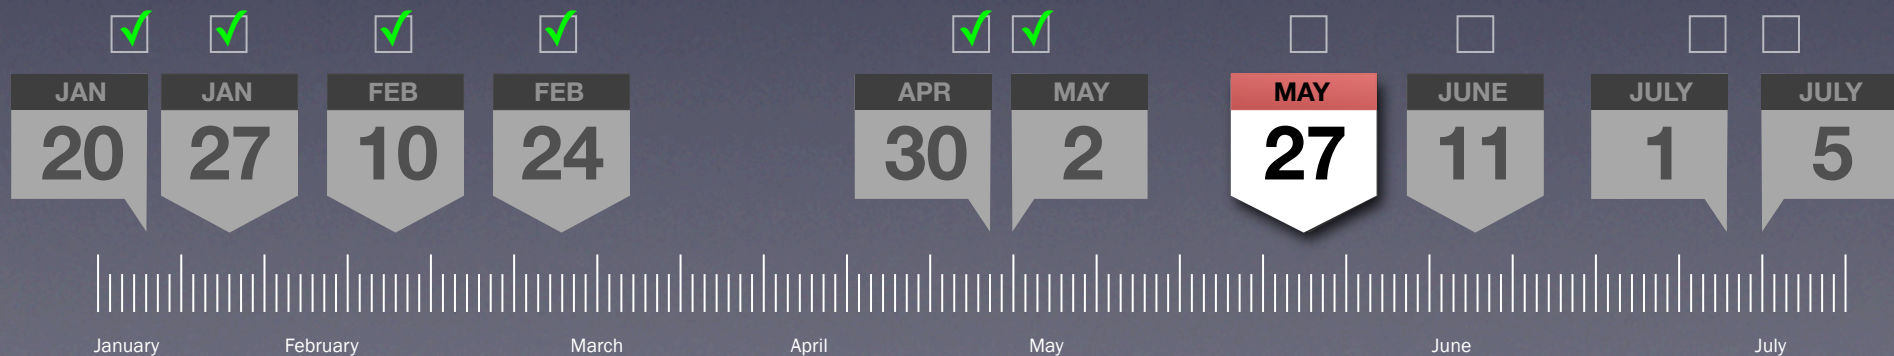 JAN JAN FEB FEB APR MAY MAY JUNE JULY JULY
20 27 10 24 30 2 27 11 1 5
January February March April May June July